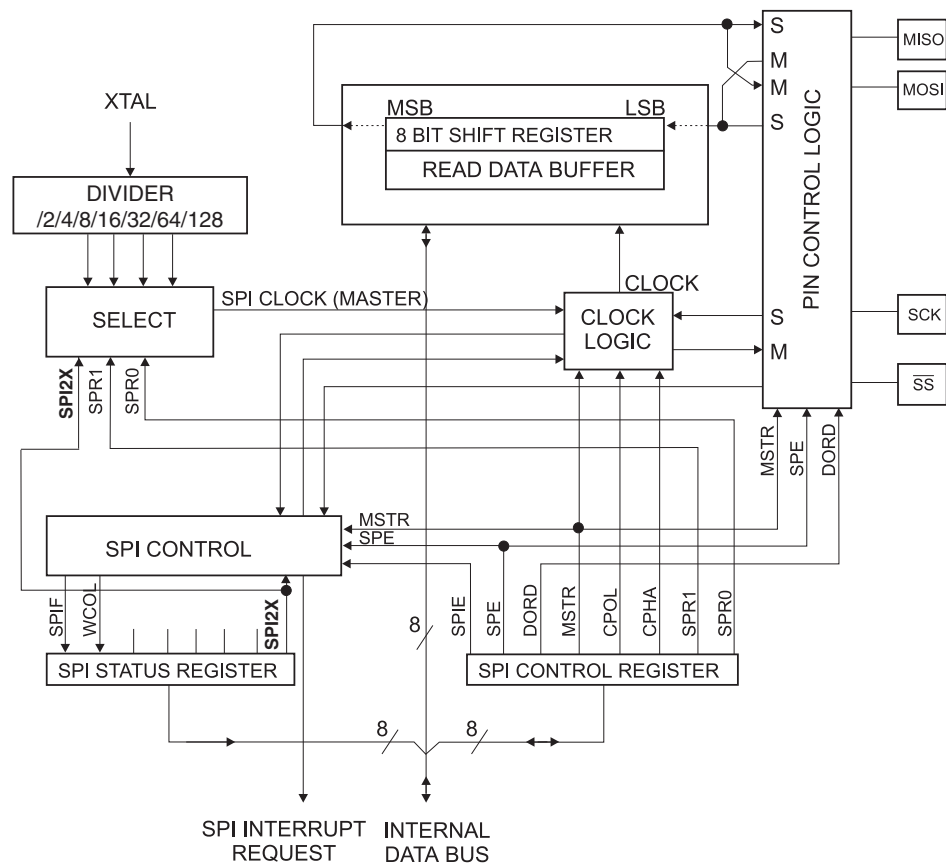 S
MISO
M
XTAL
MSB
LSB
M
MOSI
8 BIT SHIFT REGISTER
S
READ DATA BUFFER
DIVIDER
/2/4/8/16/32/64/128
PIN CONTROL LOGIC
SPI CLOCK (MASTER)
CLOCK
SELECT
CLOCK
LOGIC
S
SCK
M
SS
SPI2X
SPR1
SPR0
MSTR
SPE
DORD
MSTR
SPE
SPI CONTROL
SPIF
WCOL
SPI2X
8
SPIE
SPE
DORD
MSTR
CPOL
CPHA
SPR1
SPR0
SPI STATUS REGISTER
SPI CONTROL REGISTER
8
8
SPI INTERRUPT
REQUEST
INTERNAL
DATA BUS